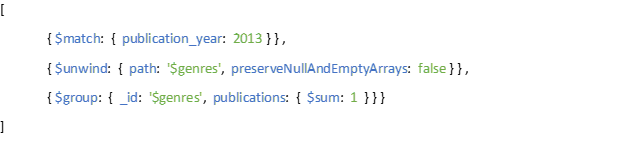 [
{ $match: { publication_year: 2013 } },
{ $unwind: { path: '$genres', preserveNullAndEmptyArrays: false } },
{ $group: { _id: '$genres', publications: { $sum: 1 } } }
]